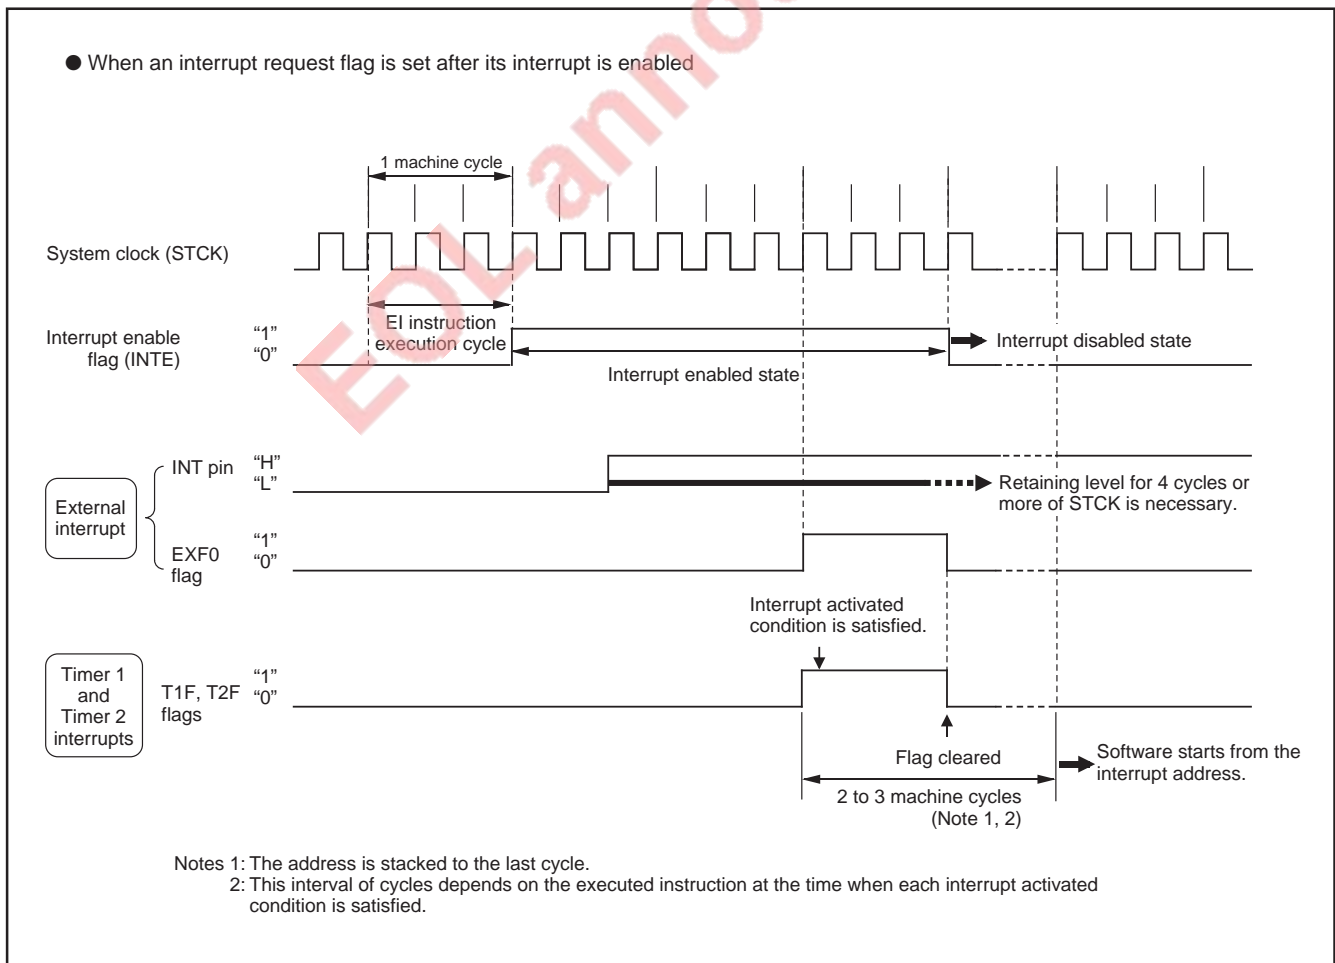 ● When an interrupt request flag is set after its interrupt is enabled
1 machine cycle
System clock (STCK)
EI instruction
execution cycle
Interrupt enable
flag (INTE)
“1”
“0”
Interrupt disabled state
Interrupt enabled state
External
interrupt
INT pin
“H”
“L”
Retaining level for 4 cycles or
more of STCK is necessary.
EXF0
flag
“1”
“0”
Interrupt activated
condition is satisfied.
Timer 1
and
Timer 2
interrupts
T1F, T2F
flags
“1”
“0”
Flag cleared
Software starts from the
interrupt address.
2 to 3 machine cycles
(Note 1, 2)
Notes 1: The address is stacked to the last cycle.
2: This interval of cycles depends on the executed instruction at the time when each interrupt activated
condition is satisfied.
EOL anno